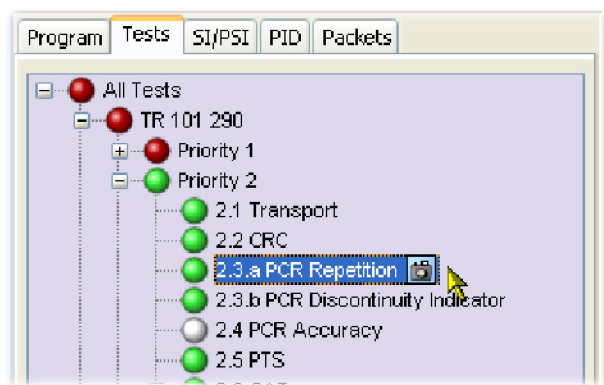 Program Tests SI/PSI PID Packets
All Tests
TR 101 290
Priority 1
Priority 2
2.1 Transport
2.2 CRC
2.3.a PCR Repetition
2.3.b PCR Discontinuity Indicator
2.4 PCR Accuracy
2.5 PTS